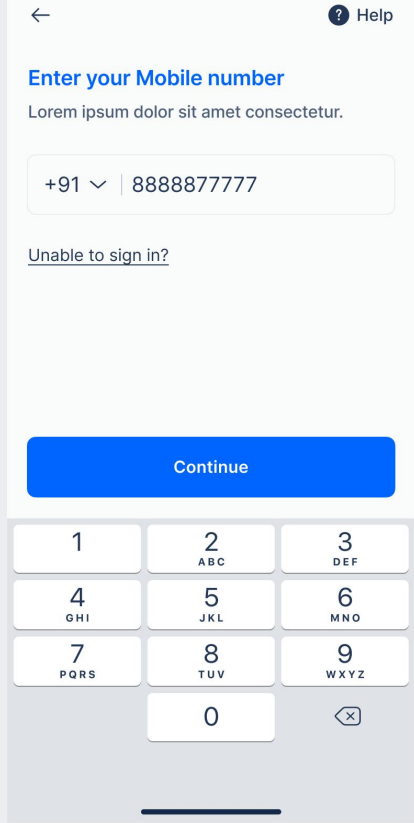 ? Help
Enter your Mobile number
Lorem ipsum dolor sit amet consectetur.
+91 8888877777
Unable to sign in?
Continue
1 2 3
ABC DEF
4 5 6
GHI JKL MNO
7 8 9
PQRS TUV WXYZ
0